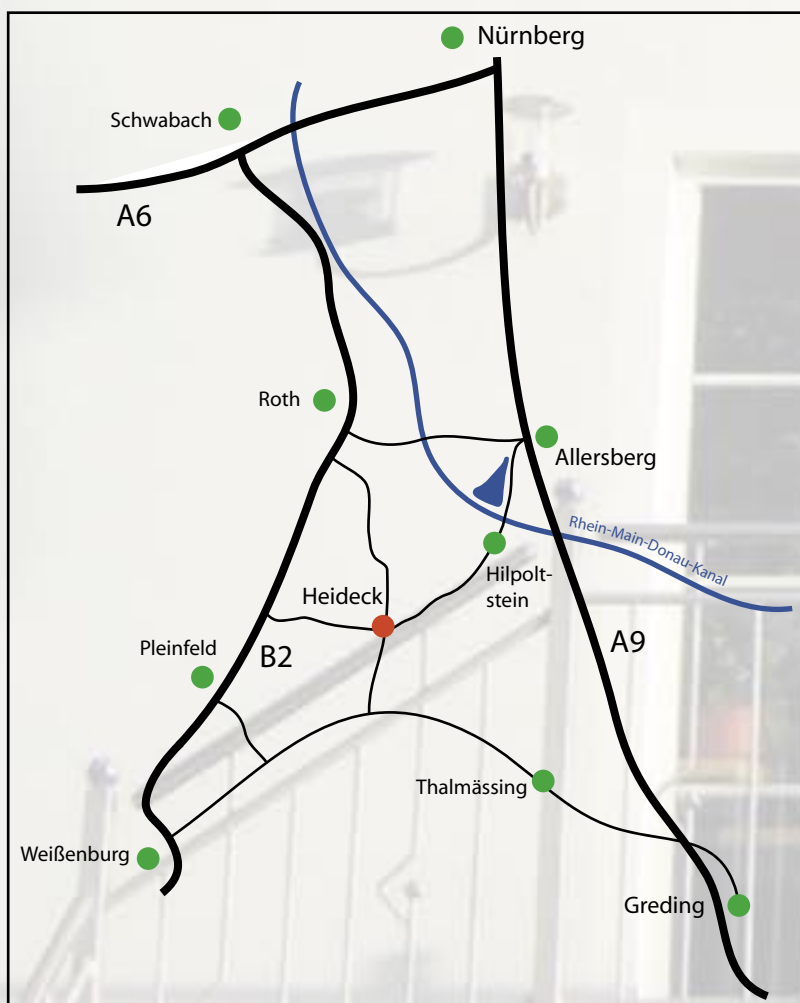 Nürnberg
Schwabach
A6
Roth
Allersberg
Rhein-Main-Donau-Kanal
Hilpolt-
stein
Heideck
A9
B2
Pleinfeld
Thalmässing
Weißenburg
Greding